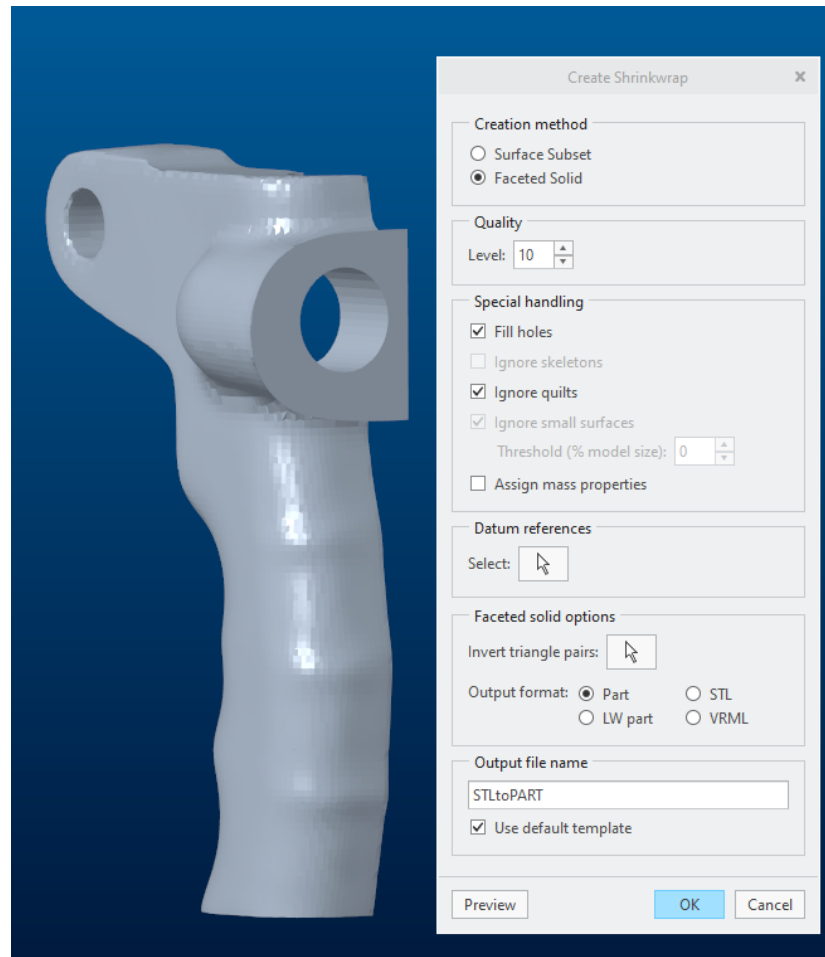 Create Shrinkwrap x
Creation method
Surface Subset
Faceted Solid
Quality
Level: 10
Special handling
Fill holes
Ignore skeletons
Ignore quilts
Ignore small surfaces
Threshold (% model size): 0
Assign mass properties
Datum references
Select:
Faceted solid options
Invert triangle pairs:
Output format: Part STL
LW part VRML
Output file name
STLtoPART
Use default template
Preview OK Cancel